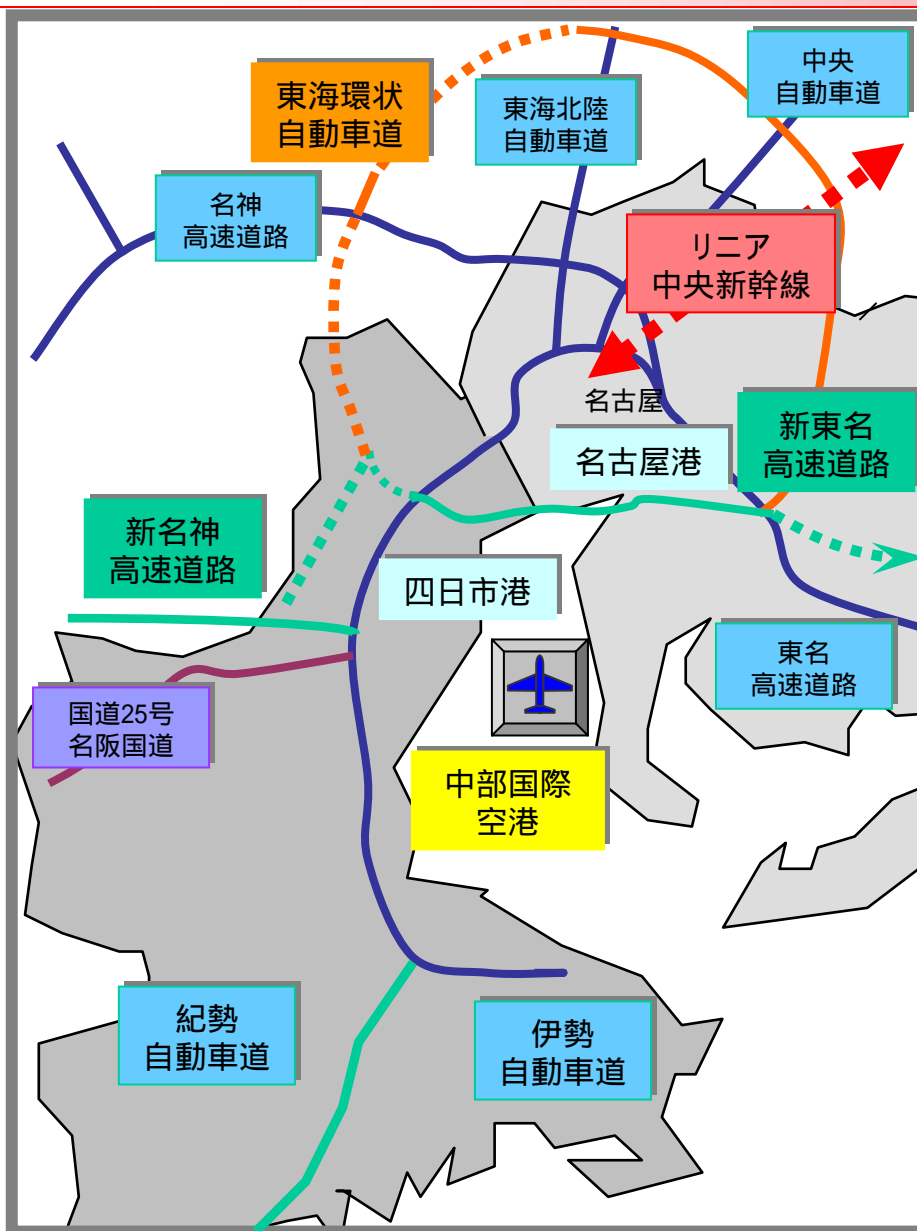 中央
自動車道
東海環状
自動車道
東海北陸
自動車道
名神
高速道路
リニア
中央新幹線
名古屋
新東名
高速道路
名古屋港
新名神
高速道路
四日市港
東名
高速道路
国道25号
名阪国道
中部国際
空港
紀勢
自動車道
伊勢
自動車道